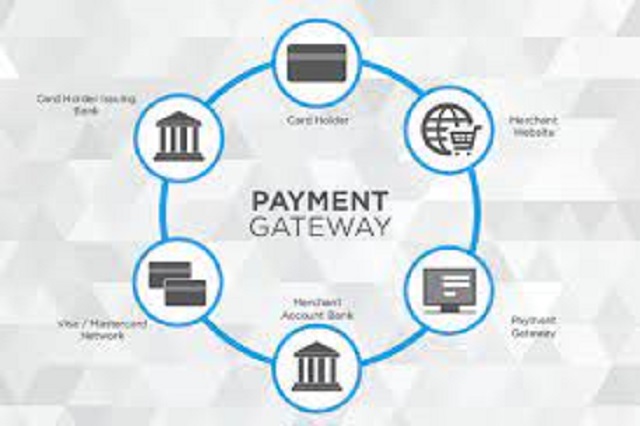 Card Holder Issuing
Bank
Card Holder
Merchant
Website
PAYMENT
GATEWAY
Merchant
Account Bank
Visa / Mastercard
Network
Payment
Gateway